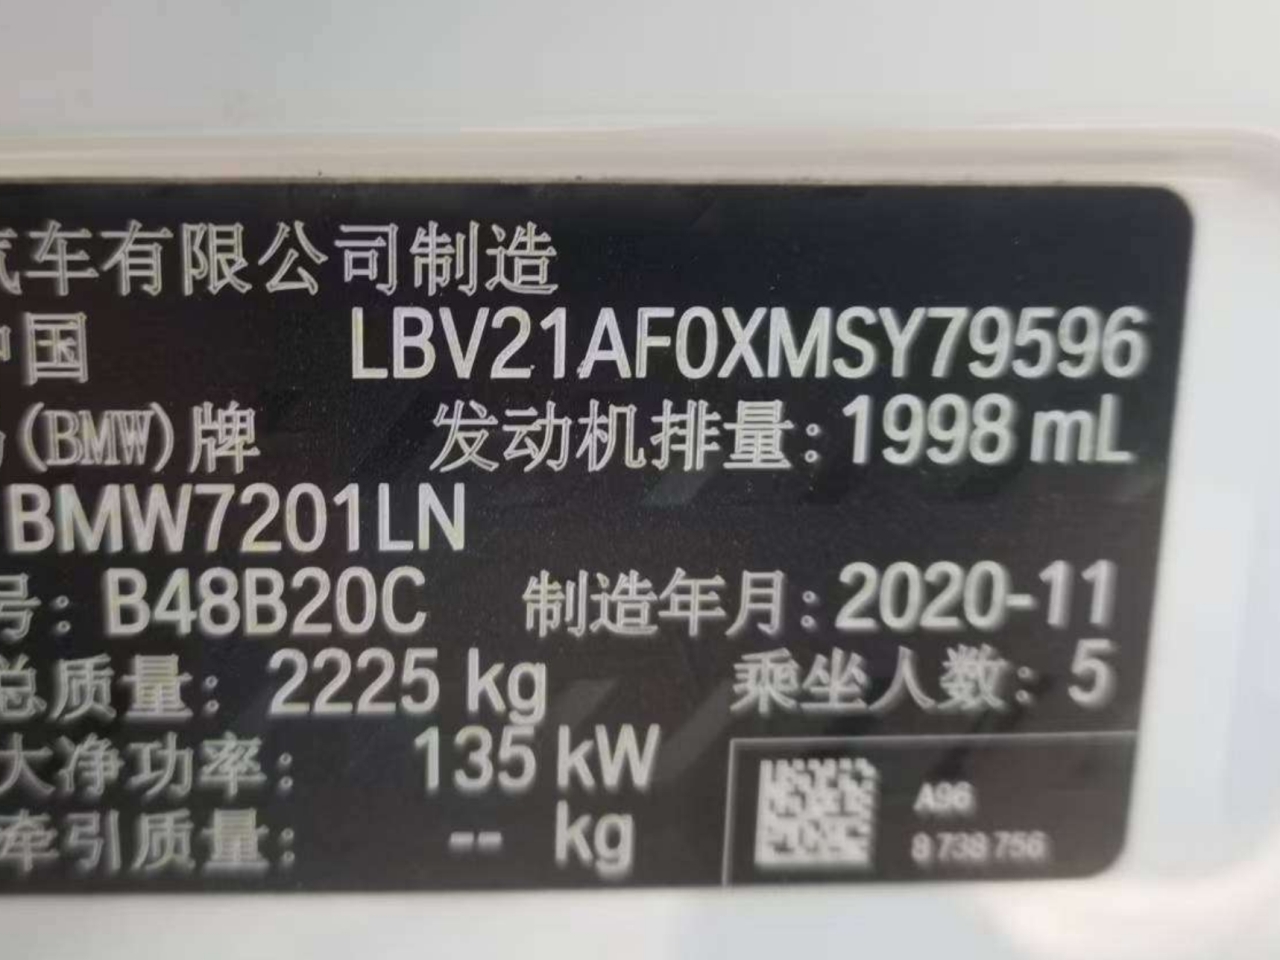 汽车有限公司制造
中国 LBV21AF0XMSY79596
马(BMW)牌 发动机排量: 1998 mL
BMW7201LN
号: B48B20C 制造年月: 2020-11
总质量: 2225 kg 乘坐人数: 5
大净功率: 135 kW
牵引质量: -- kg
A96
8 738 756